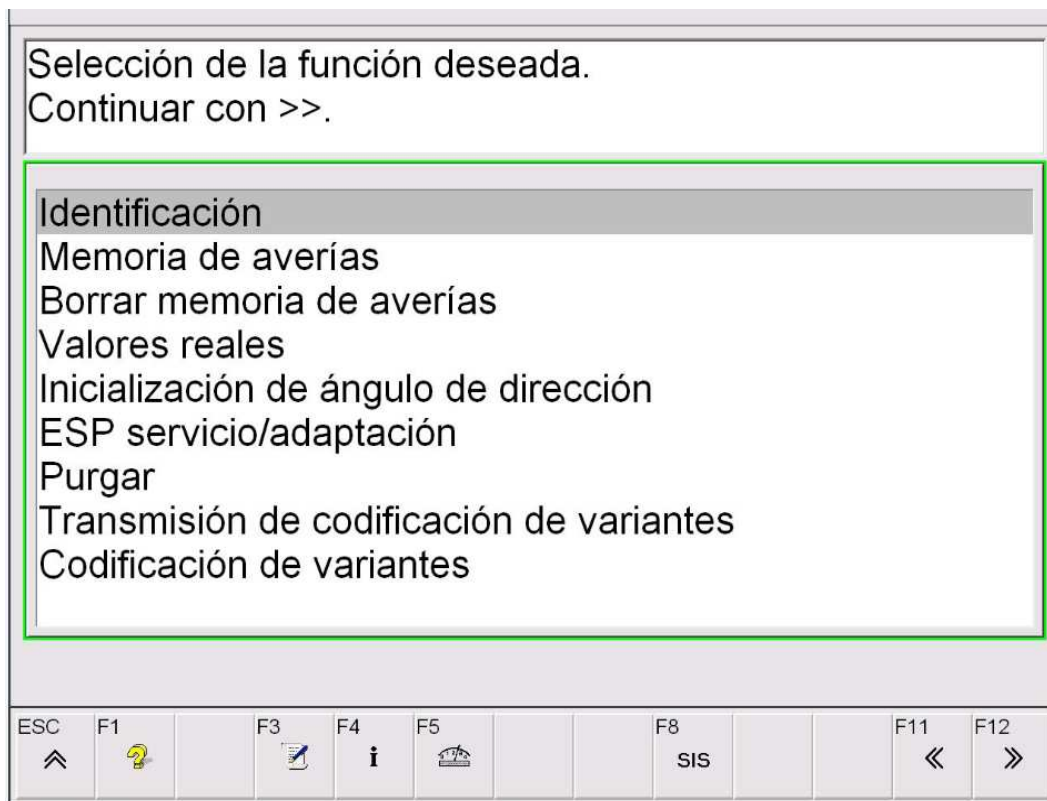 Selección de la función deseada.
Continuar con >>.
Identificación
Memoria de averías
Borrar memoria de averías
Valores reales
Inicialización de ángulo de dirección
ESP servicio/adaptación
Purgar
Transmisión de codificación de variantes
Codificación de variantes
ESC F1 F3 F4 F5 F8 F11 F12
? i SIS « »